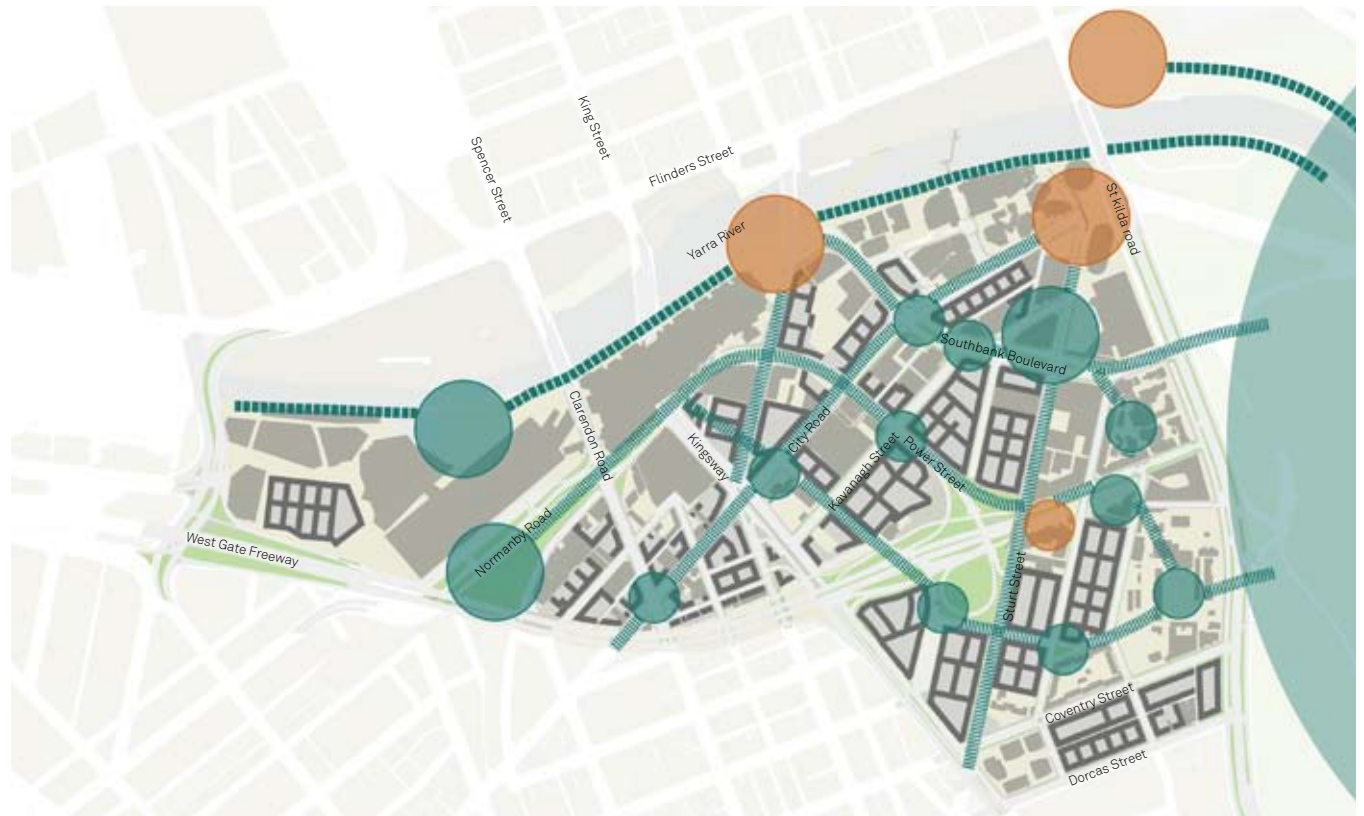 King Street
Spencer Street
Flinders Street
St kilda road
Yarra River
Southbank Boulevard
Clarendon Road
City Road
Kingsway
Kavanagh Street
Power Street
Normanby Road
West Gate Freeway
Sturt Street
Coventry Street
Dorcas Street